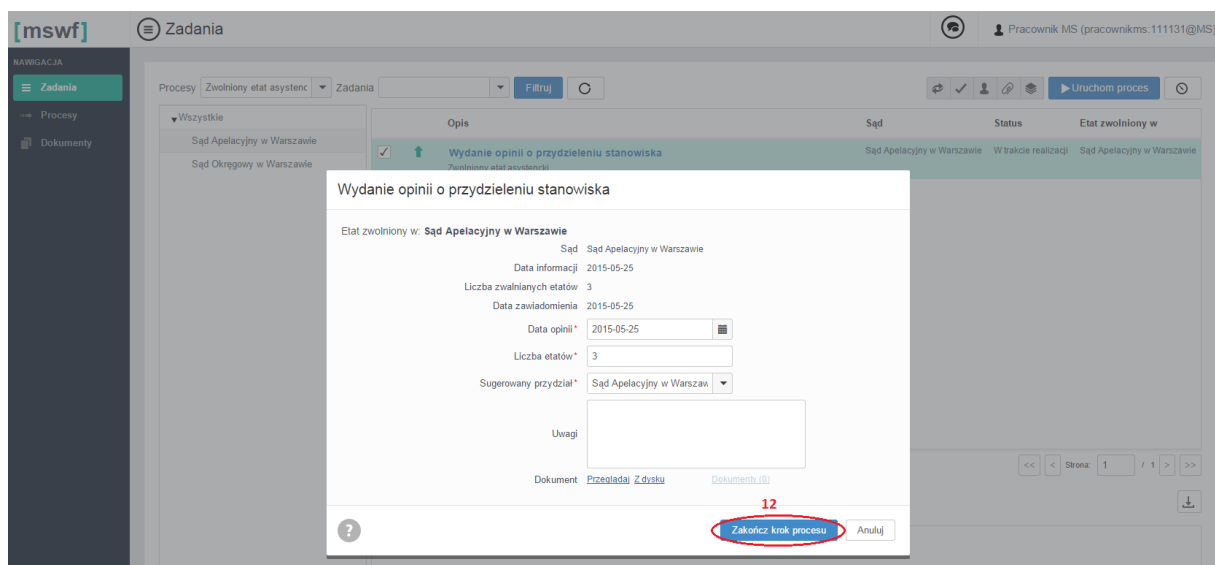 [mswf]
Zadania
Pracownik MS (pracownikms:111131@MS)
NAWIGACJA
Zadania
Procesy
Dokumenty
Procesy Zwolniony etat asystenc Zadania Filtruj Uruchom proces
Wszystkie
Sąd Apelacyjny w Warszawie
Sąd Okręgowy w Warszawie
Opis Sąd Status Etat zwolniony w
Wydanie opinii o przydzieleniu stanowiska Sąd Apelacyjny w Warszawie W trakcie realizacji Sąd Apelacyjny w Warszawie
Zwolniony etat asystencki
Wydanie opinii o przydzieleniu stanowiska
Etat zwolniony w: Sąd Apelacyjny w Warszawie
Sąd Sąd Apelacyjny w Warszawie
Data informacji 2015-05-25
Liczba zwalnianych etatów 3
Data zawiadomienia 2015-05-25
Data opinii* 2015-05-25
Liczba etatów* 3
Sugerowany przydział* Sąd Apelacyjny w Warszaw
Uwagi
Dokument Przeglądaj Z dysku Dokumenty (0)
12
? Zakończ krok procesu Anuluj
<< < Strona: 1 / 1 > >>